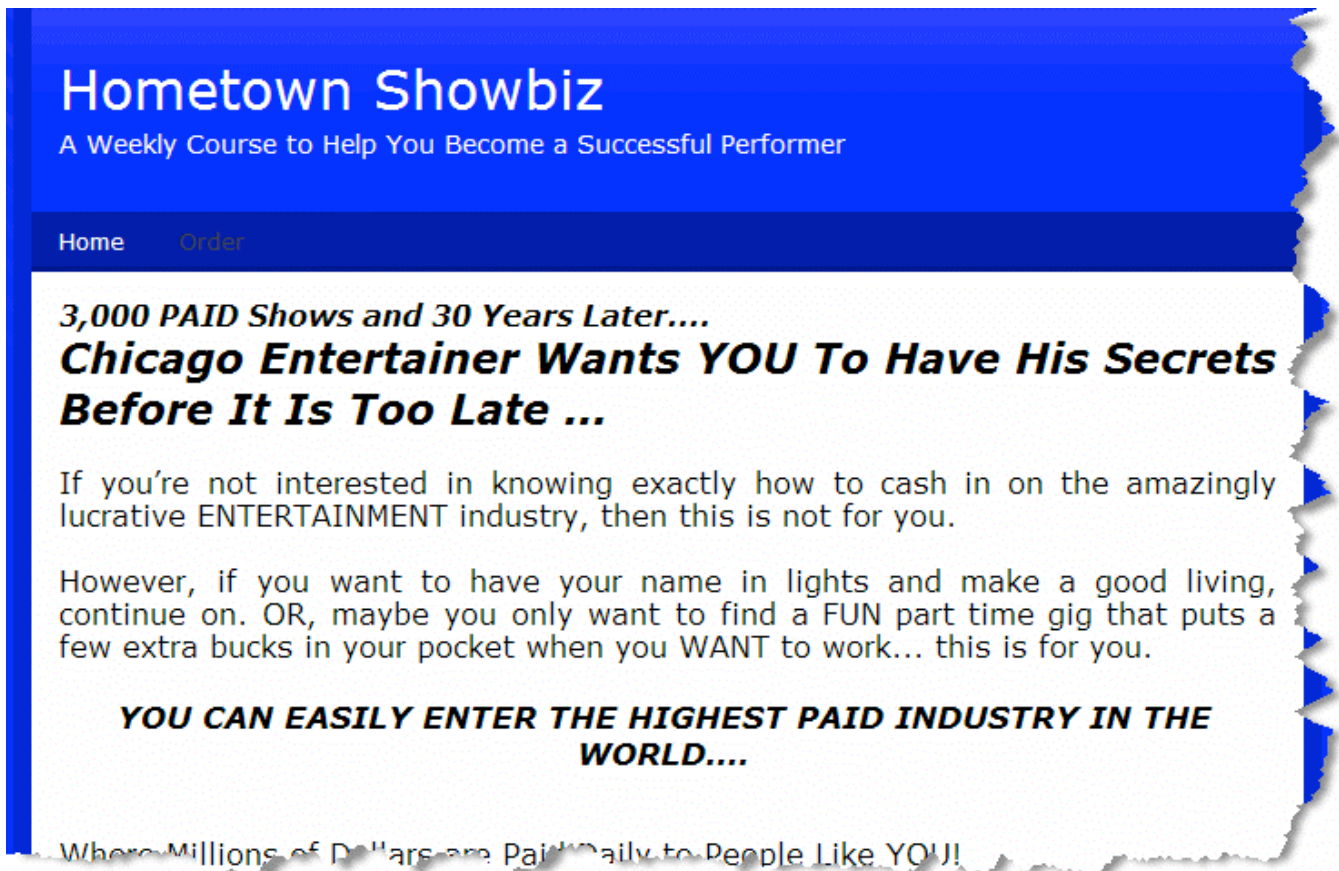 Hometown Showbiz
A Weekly Course to Help You Become a Successful Performer
Home Order
3,000 PAID Shows and 30 Years Later....
Chicago Entertainer Wants YOU To Have His Secrets
Before It Is Too Late ...
If you’re not interested in knowing exactly how to cash in on the amazingly
lucrative ENTERTAINMENT industry, then this is not for you.
However, if you want to have your name in lights and make a good living,
continue on. OR, maybe you only want to find a FUN part time gig that puts a
few extra bucks in your pocket when you WANT to work... this is for you.
YOU CAN EASILY ENTER THE HIGHEST PAID INDUSTRY IN THE
WORLD....
Where Millions of Dollars are Paid Daily to People Like YOU!